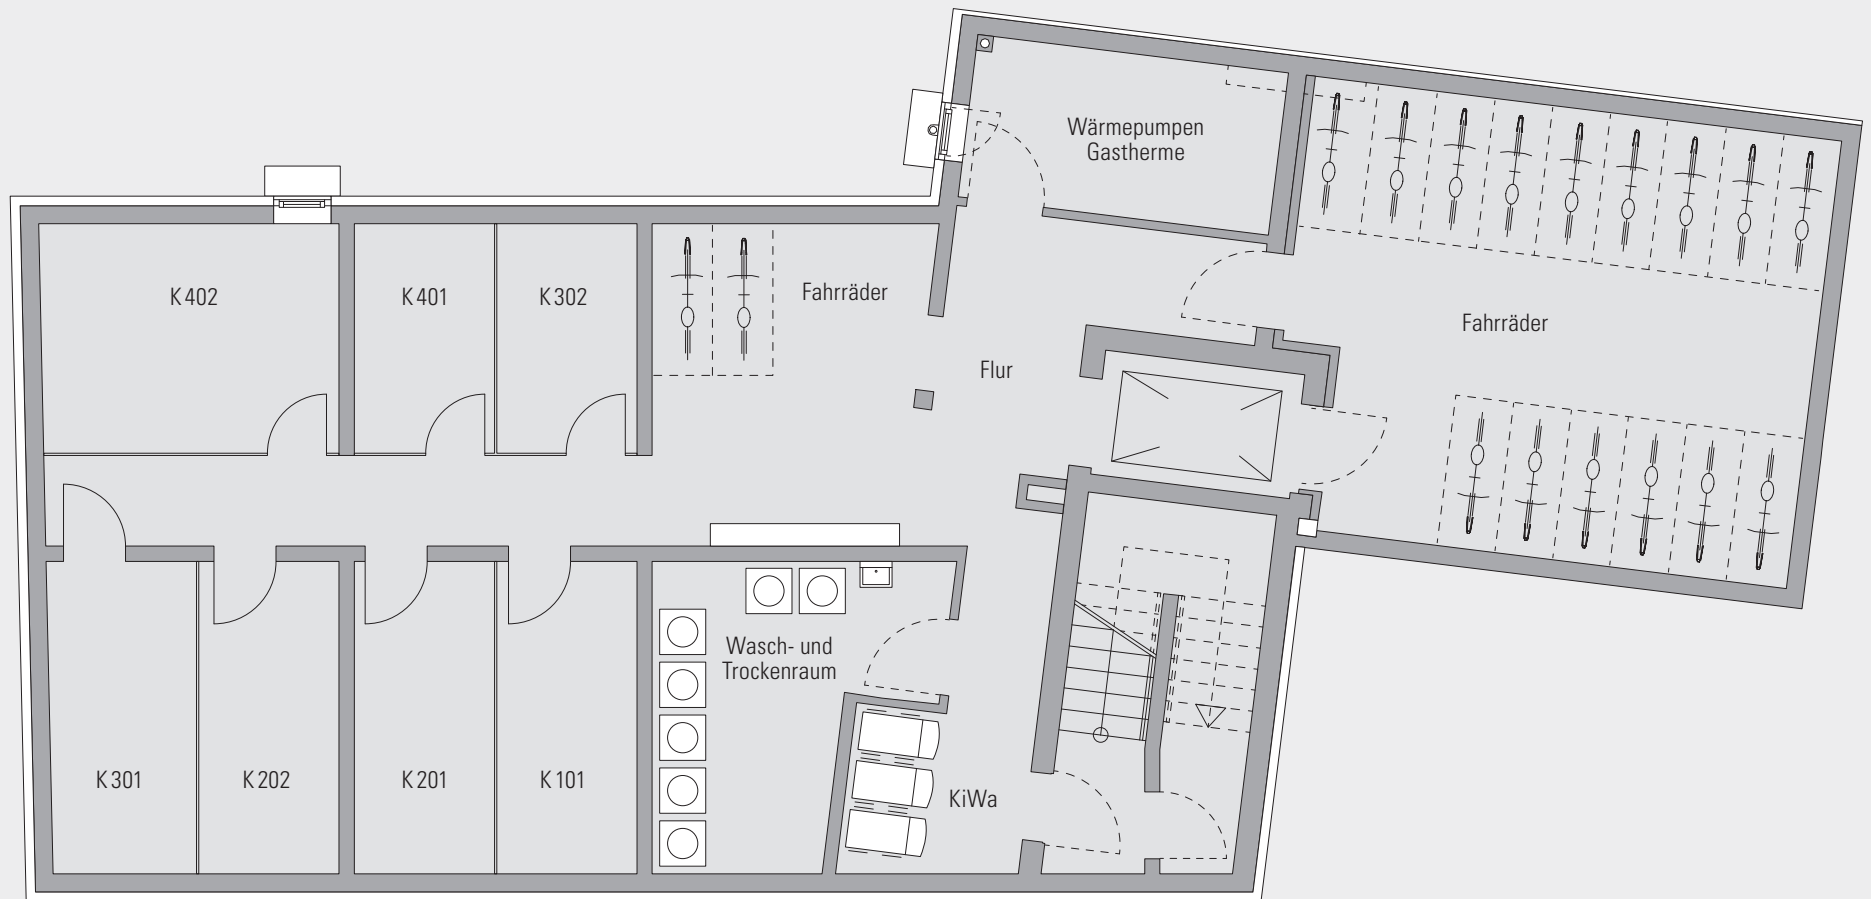 Wärmepumpen
Gastherme
K 402
K 401
K 302
Fahrräder
Fahrräder
Flur
Wasch- und
Trockenraum
K 301
K 202
K 201
K 101
KiWa